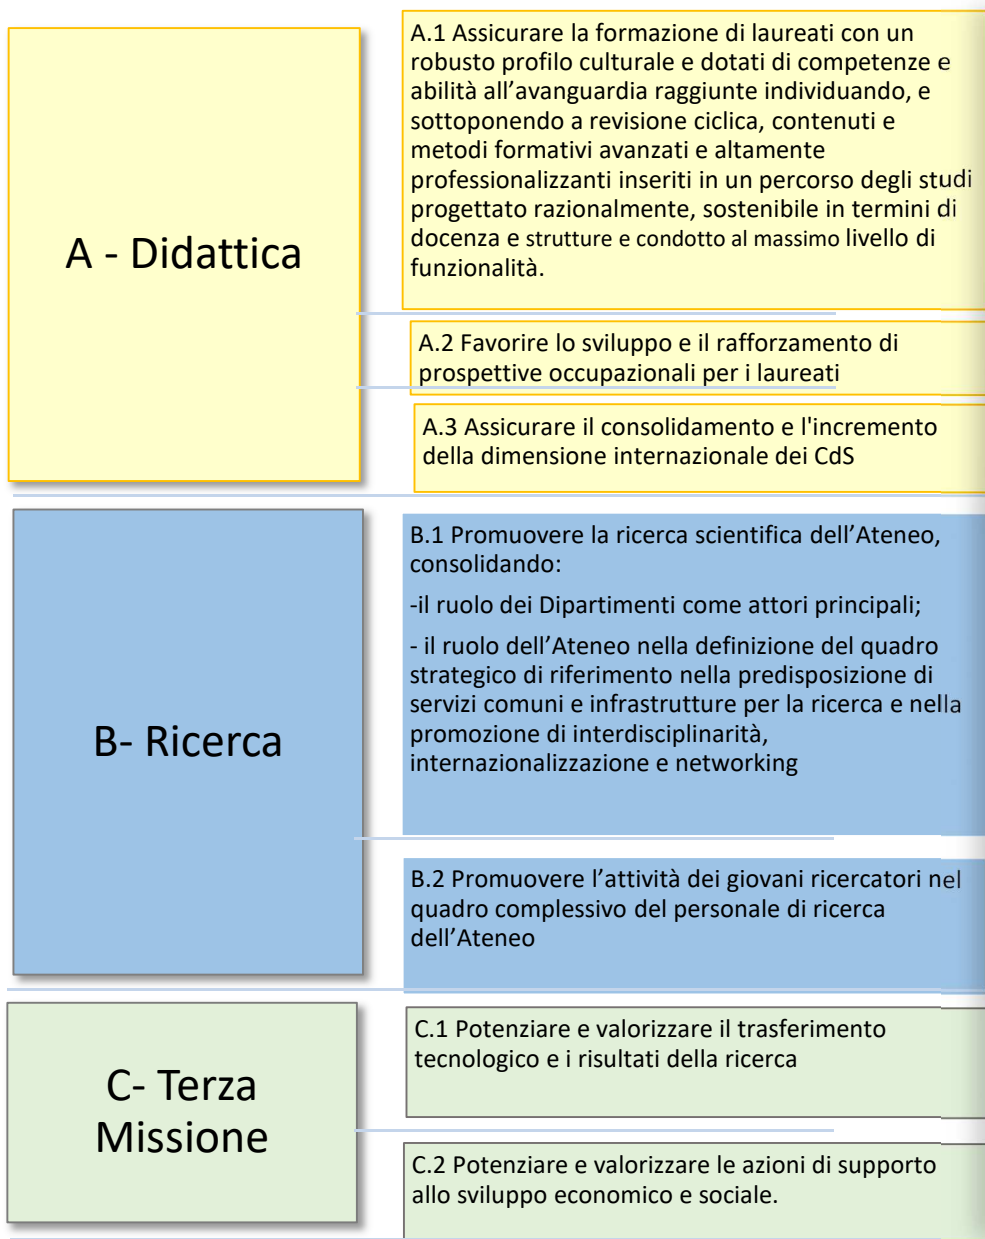 A - Didattica
A.1 Assicurare la formazione di laureati con un
robusto profilo culturale e dotati di competenze e
abilità all’avanguardia raggiunte individuando, e
sottoponendo a revisione ciclica, contenuti e
metodi formativi avanzati e altamente
professionalizzanti inseriti in un percorso degli studi
progettato razionalmente, sostenibile in termini di
docenza e strutture e condotto al massimo livello di
funzionalità.
A.2 Favorire lo sviluppo e il rafforzamento di
prospettive occupazionali per i laureati
A.3 Assicurare il consolidamento e l'incremento
della dimensione internazionale dei CdS
B- Ricerca
B.1 Promuovere la ricerca scientifica dell’Ateneo,
consolidando:
-il ruolo dei Dipartimenti come attori principali;
- il ruolo dell’Ateneo nella definizione del quadro
strategico di riferimento nella predisposizione di
servizi comuni e infrastrutture per la ricerca e nella
promozione di interdisciplinarità,
internazionalizzazione e networking
B.2 Promuovere l’attività dei giovani ricercatori nel
quadro complessivo del personale di ricerca
dell’Ateneo
C- Terza
Missione
C.1 Potenziare e valorizzare il trasferimento
tecnologico e i risultati della ricerca
C.2 Potenziare e valorizzare le azioni di supporto
allo sviluppo economico e sociale.